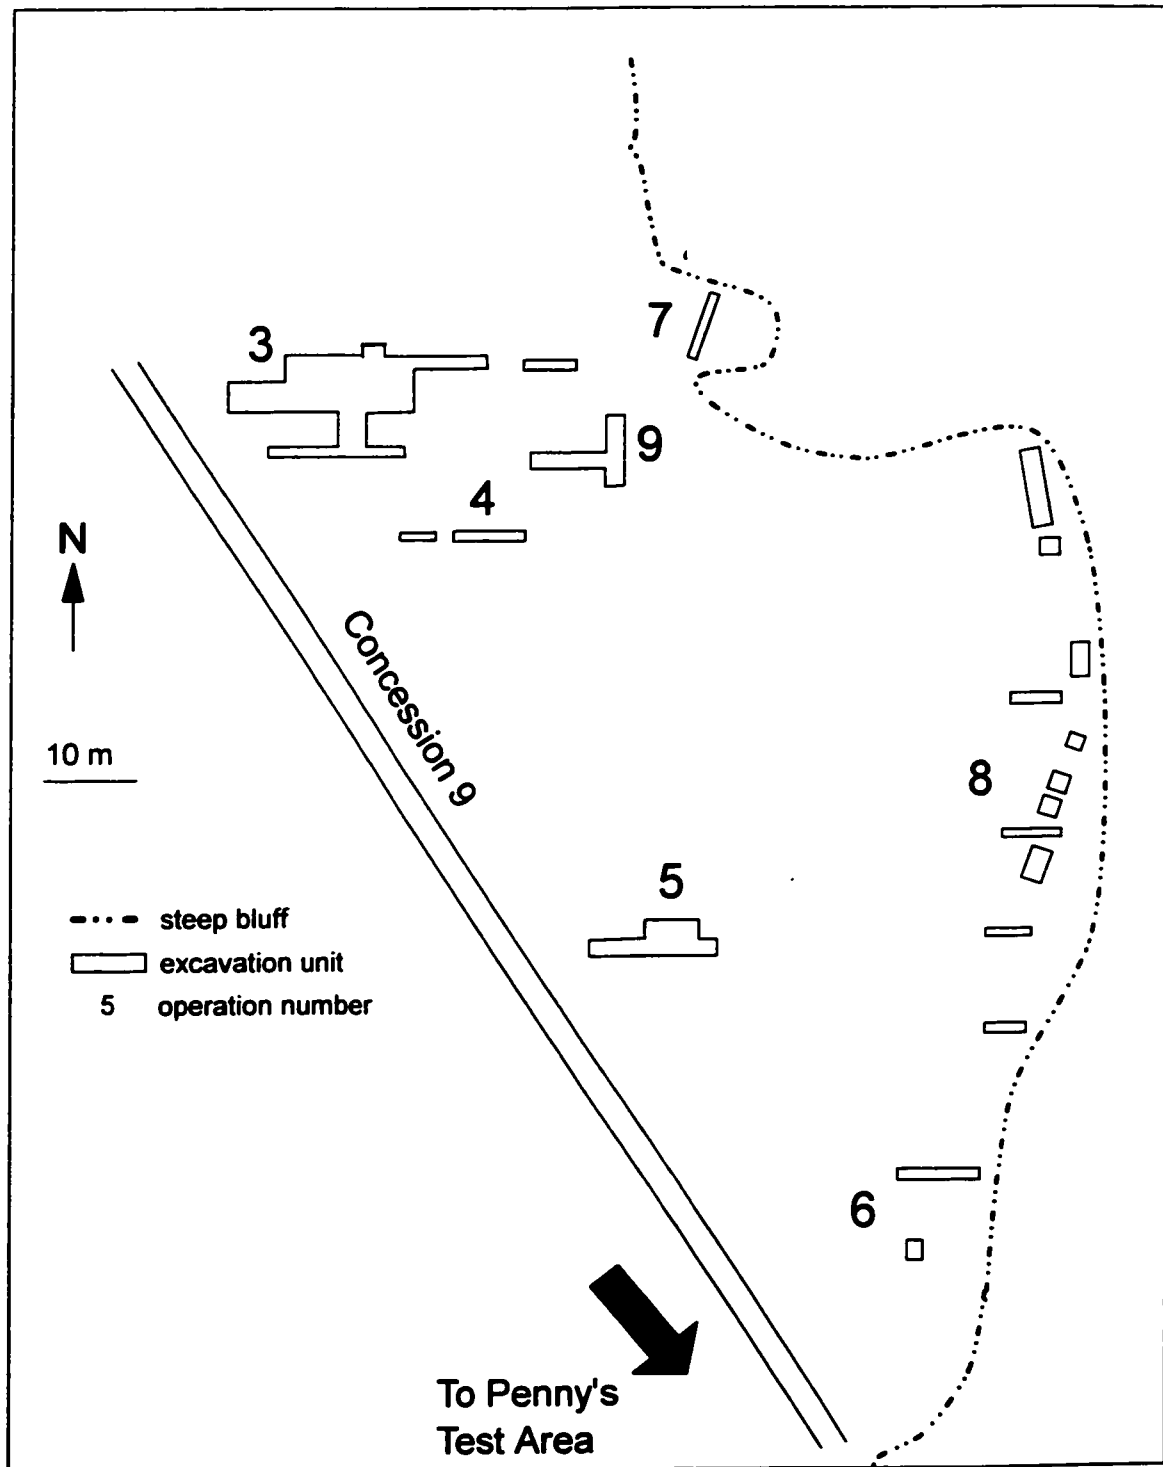 7
3
9
4
N
Concession 9
10 m
8
5
steep bluff
excavation unit
5 operation number
6
To Penny's
Test Area